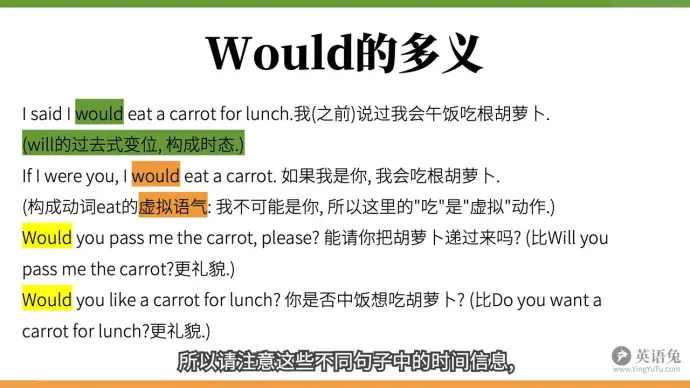 Would的多义
I said I would eat a carrot for lunch.我(之前)说过我会午饭吃根胡萝卜.
(will的过去式变位, 构成时态.)
If I were you, I would eat a carrot. 如果我是你, 我会吃根胡萝卜.
(构成动词eat的虚拟语气: 我不可能是你, 所以这里的"吃"是"虚拟"动作.)
Would you pass me the carrot, please? 能请你把胡萝卜递过来吗? (比Will you
pass me the carrot?更礼貌.)
Would you like a carrot for lunch? 你是否中饭想吃胡萝卜? (比Do you want a
carrot for lunch?更礼貌.)
所以请注意这些不同句子中的时间信息,
英语兔
www.YingYuTu.com